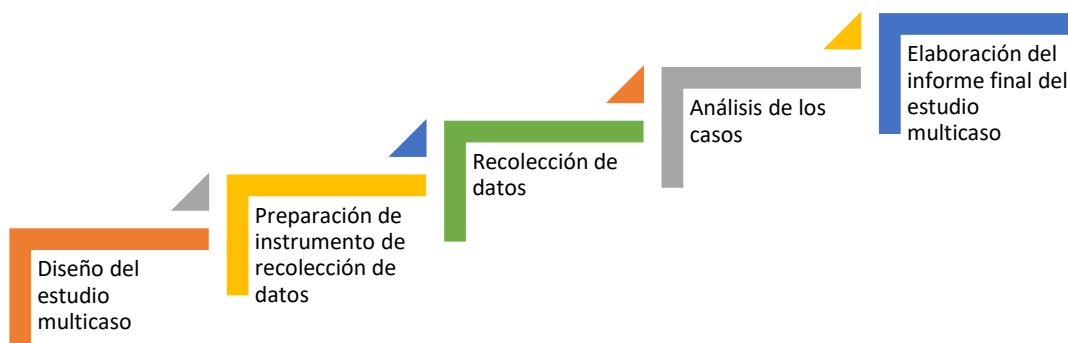 Diseño del
estudio
multicaso
Preparación de
instrumento de
recolección de
datos
Recolección de
datos
Análisis de los
casos
Elaboración del
informe final del
estudio
multicaso